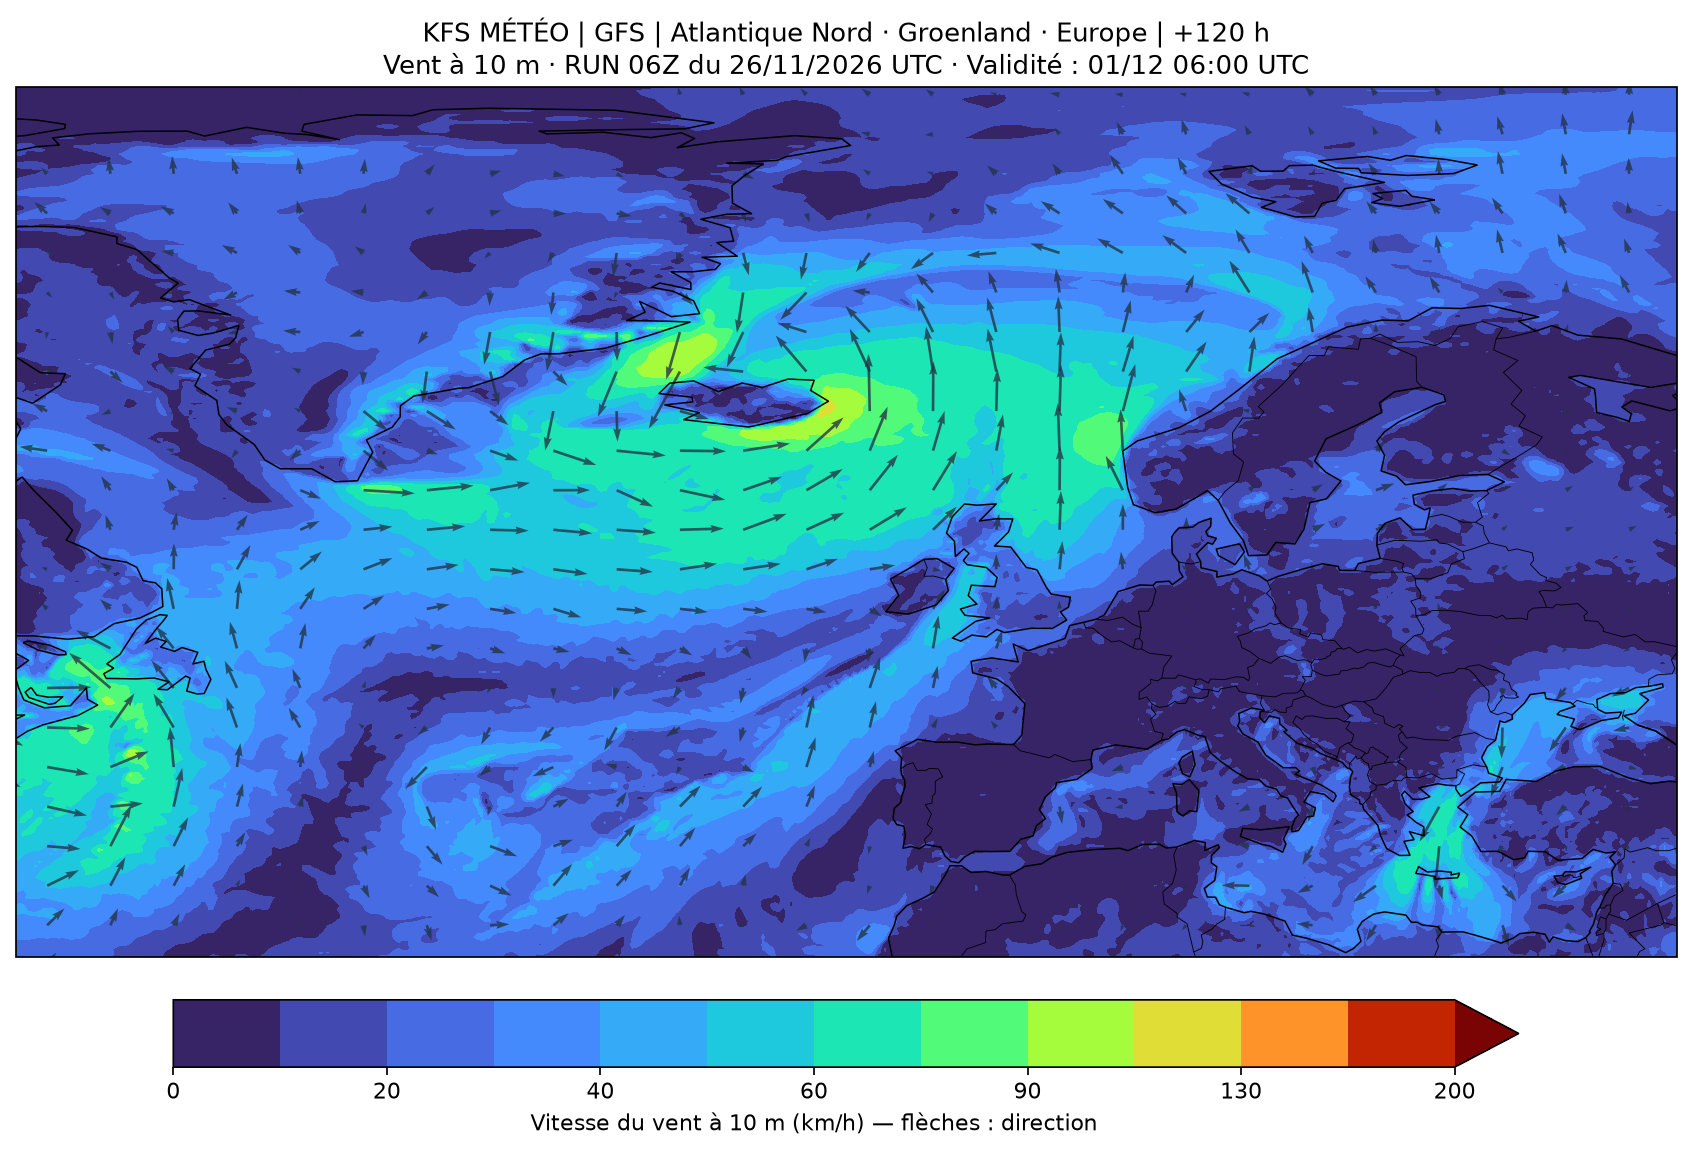 KFS MÉTÉO | GFS | Atlantique Nord · Groenland · Europe | +120 h
Vent à 10 m · RUN 06Z du 26/11/2026 UTC · Validité : 01/12 06:00 UTC
0 20 40 60 90 130 200
Vitesse du vent à 10 m (km/h) — flèches : direction